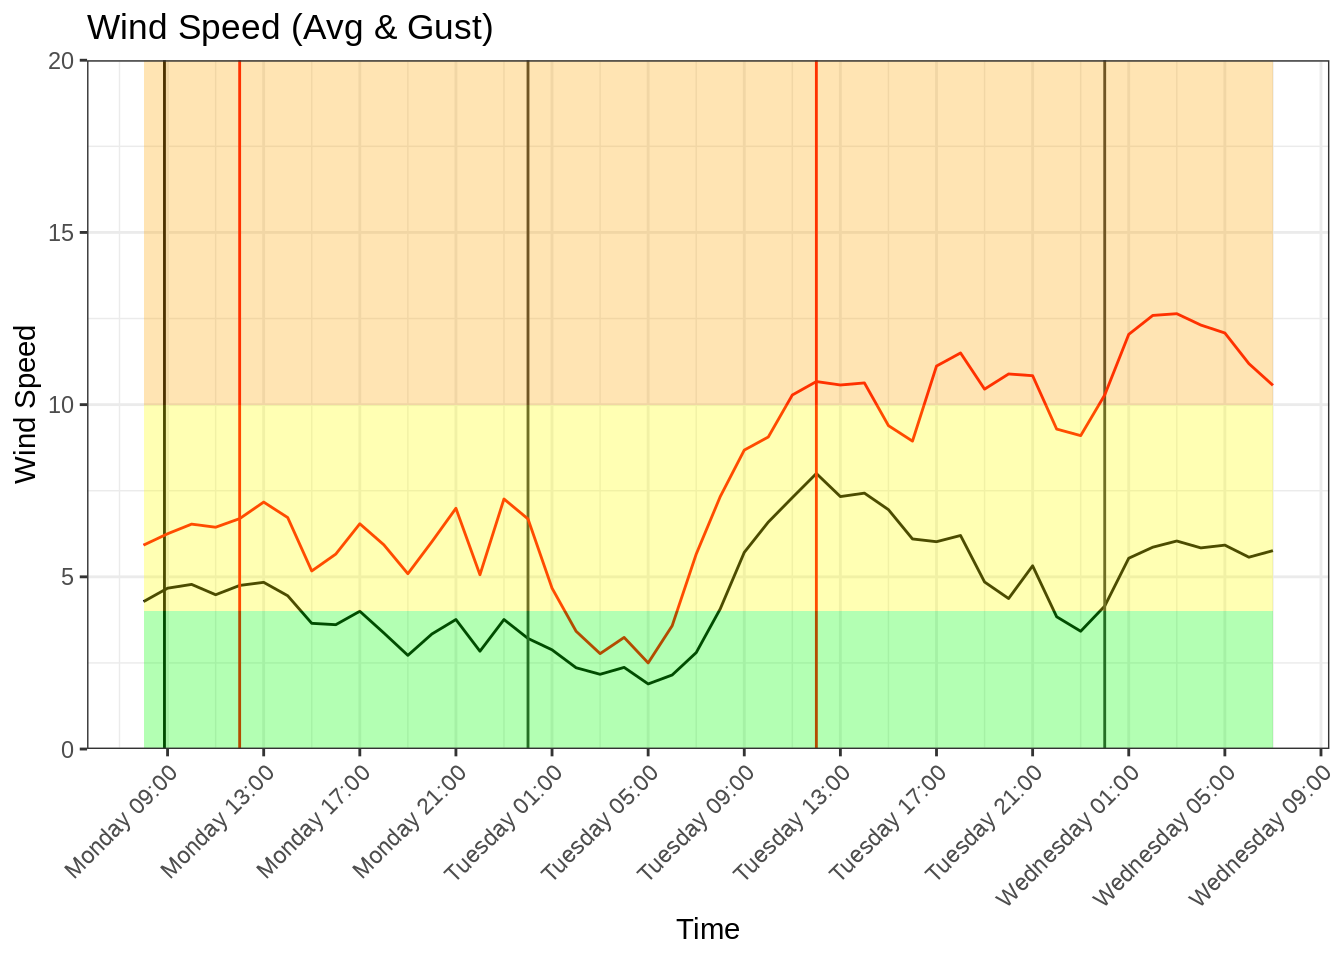 Wind Speed (Avg & Gust)
Wind Speed
20
15
10
5
0
Monday 09:00
Monday 13:00
Monday 17:00
Monday 21:00
Tuesday 01:00
Tuesday 05:00
Tuesday 09:00
Tuesday 13:00
Tuesday 17:00
Tuesday 21:00
Wednesday 01:00
Wednesday 05:00
Wednesday 09:00
Time